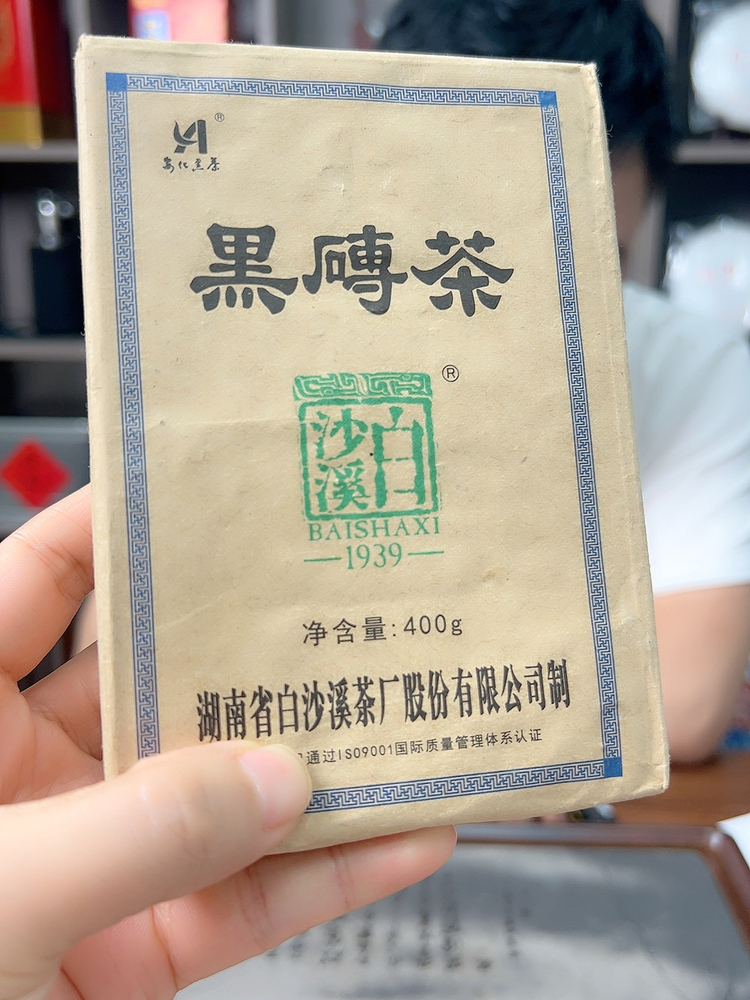 ®
安化黑茶
黑磚茶
®
白沙溪
BAISHAXI
1939
净含量:400g
湖南省白沙溪茶厂股份有限公司制
通过ISO9001国际质量管理体系认证